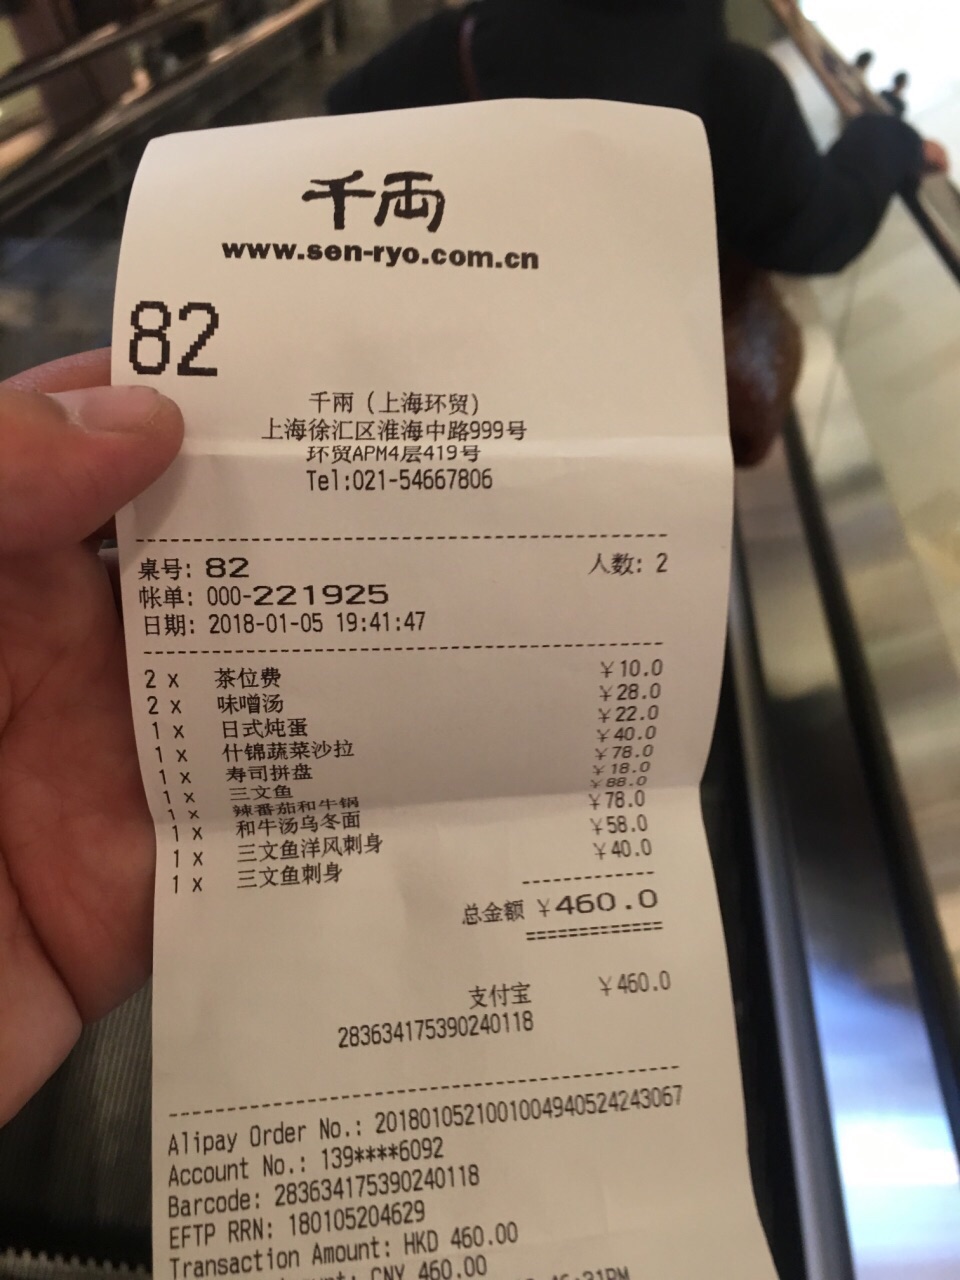 千両
www.sen-ryo.com.cn
82
千兩（上海环贸）
上海徐汇区淮海中路999号
环贸APM4层419号
Tel:021-54667806
桌号: 82 人数: 2
帐单: 000-221925
日期: 2018-01-05 19:41:47
2 x 茶位费 ￥10.0
2 x 味噌汤 ￥28.0
1 x 日式炖蛋 ￥22.0
1 x 什锦蔬菜沙拉 ￥40.0
1 x 寿司拼盘 ￥78.0
1 x 三文鱼 ￥18.0
1 x 辣番茄和牛锅 ￥88.0
1 x 和牛汤乌冬面 ￥78.0
1 x 三文鱼洋风刺身 ￥58.0
1 x 三文鱼刺身 ￥40.0
总金额 ￥460.0
支付宝 ￥460.0
283634175390240118
Alipay Order No.: 2018010521001004940524243067
Account No.: 139****6092
Barcode: 283634175390240118
EFTP RRN: 180105204629
Transaction Amount: HKD 460.00
CNY 460.00